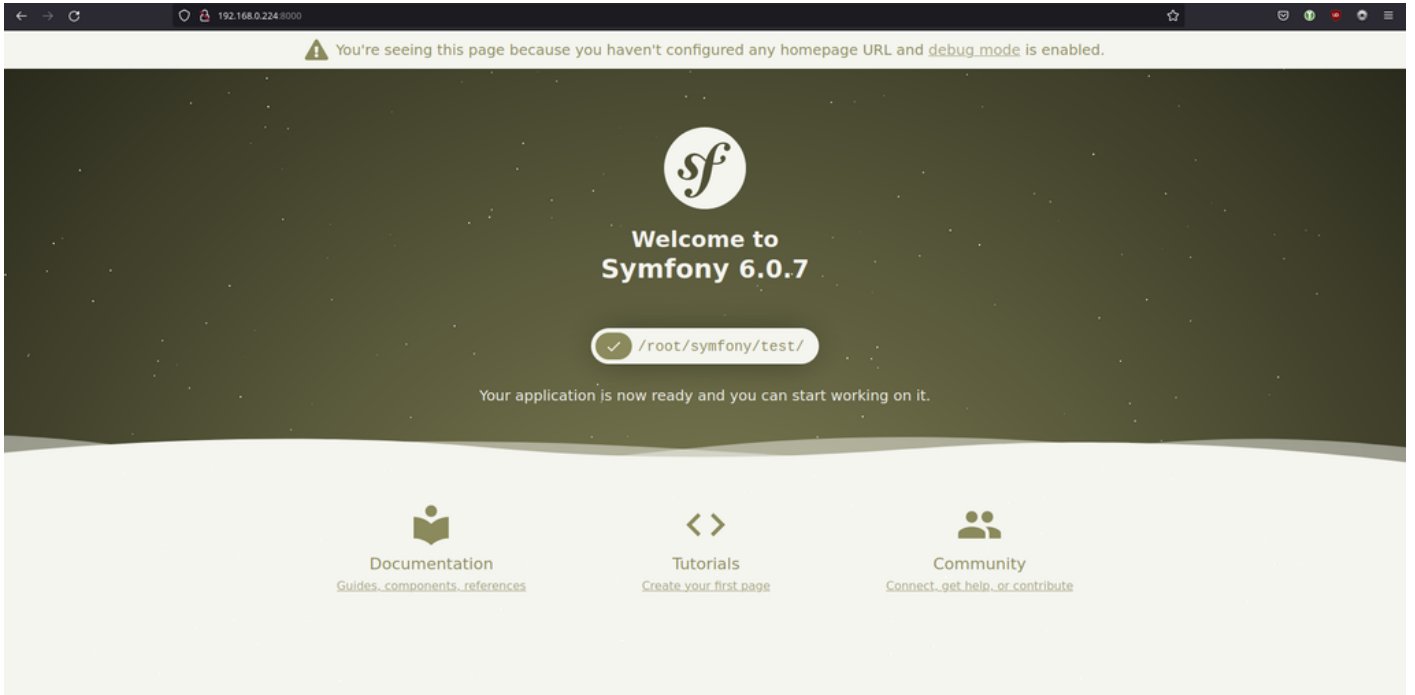 192.168.0.224:8000
You're seeing this page because you haven't configured any homepage URL and debug mode is enabled.
sf
Welcome to
Symfony 6.0.7
/root/symfony/test/
Your application is now ready and you can start working on it.
Documentation
Guides, components, references
Tutorials
Create your first page
Community
Connect, get help, or contribute